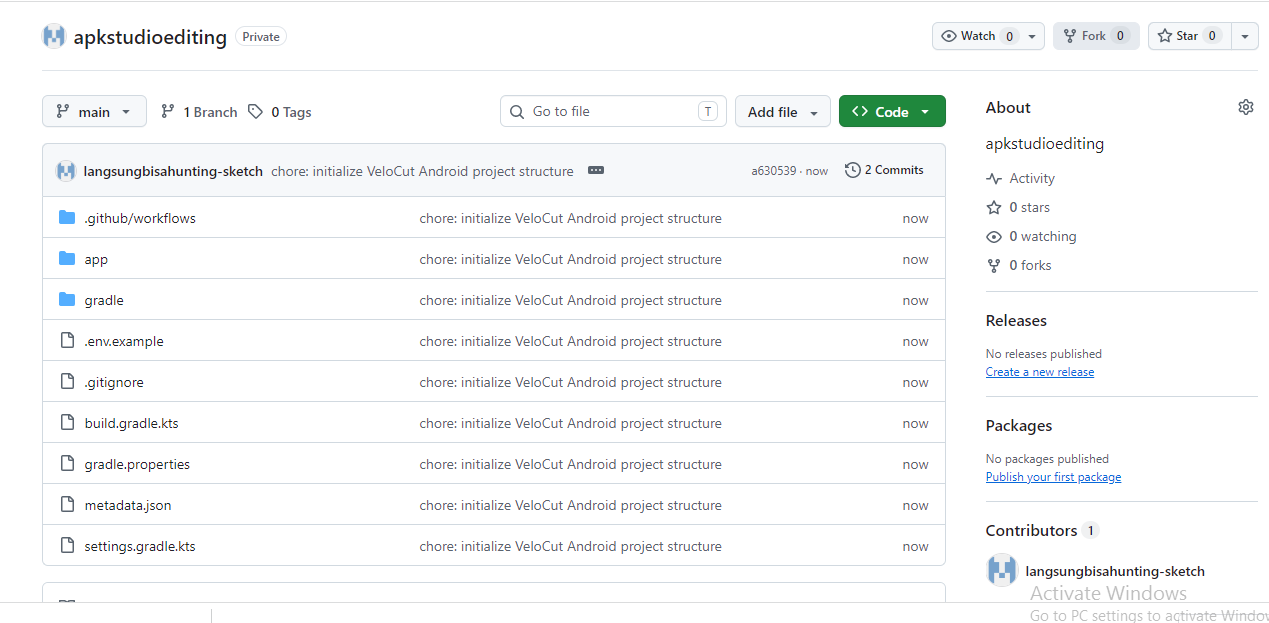 apkstudioediting Private Watch 0 Fork 0 Star 0
main 1 Branch 0 Tags Go to file T Add file Code
langsungbisahunting-sketch chore: initialize VeloCut Android project structure a630539 · now 2 Commits
.github/workflows chore: initialize VeloCut Android project structure now
app chore: initialize VeloCut Android project structure now
gradle chore: initialize VeloCut Android project structure now
.env.example chore: initialize VeloCut Android project structure now
.gitignore chore: initialize VeloCut Android project structure now
build.gradle.kts chore: initialize VeloCut Android project structure now
gradle.properties chore: initialize VeloCut Android project structure now
metadata.json chore: initialize VeloCut Android project structure now
settings.gradle.kts chore: initialize VeloCut Android project structure now
About
apkstudioediting
Activity
0 stars
0 watching
0 forks
Releases
No releases published
Create a new release
Packages
No packages published
Publish your first package
Contributors 1
langsungbisahunting-sketch
Activate Windows
Go to PC settings to activate Window